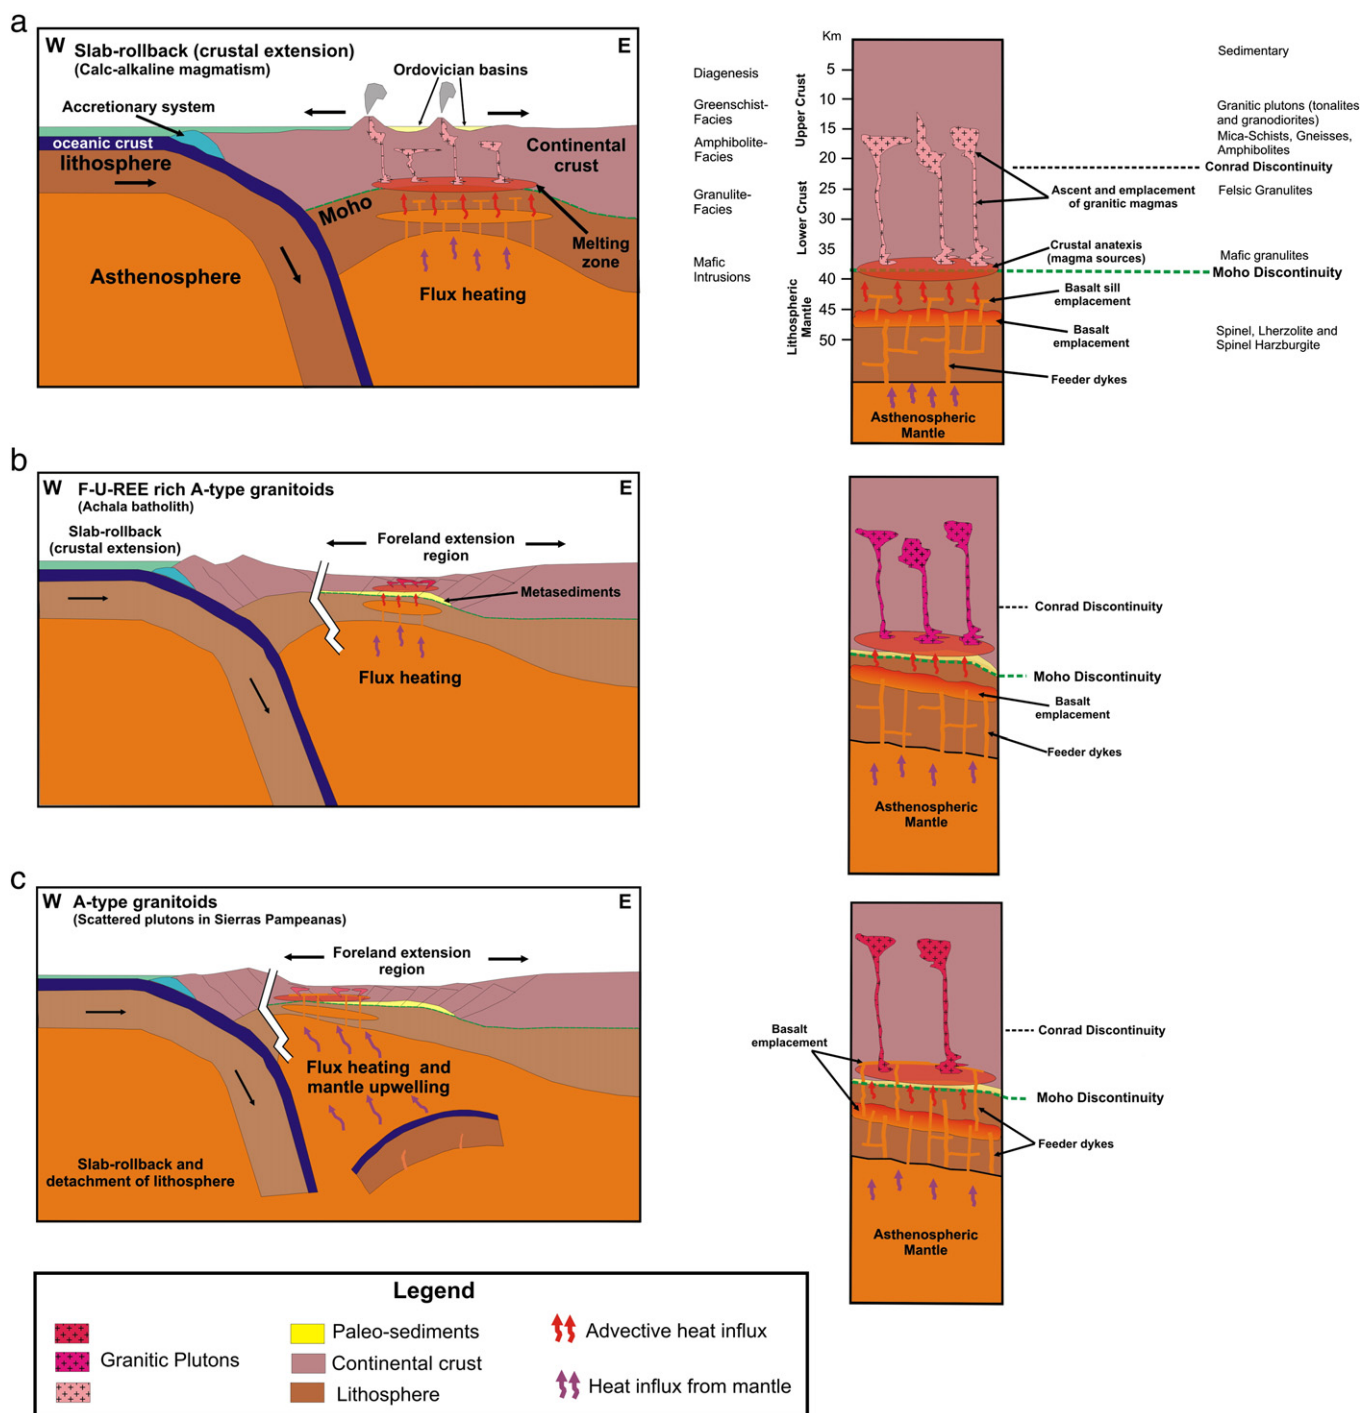 a
W
Slab-rollback (crustal extension)
E
(Calc-alkaline magmatism)
Ordovician basins
Accretionary system
oceanic crust
lithosphere
Continental
crust
Moho
Melting
zone
Asthenosphere
Flux heating
Km
5
10
15
20
25
30
35
40
45
50
Upper Crust
Lower Crust
Lithospheric
Mantle
Diagenesis
Greenschist-
Facies
Amphibolite-
Facies
Granulite-
Facies
Mafic
Intrusions
Sedimentary
Granitic plutons (tonalites
and granodiorites)
Mica-Schists, Gneisses,
Amphibolites
Conrad Discontinuity
Ascent and emplacement
of granitic magmas
Felsic Granulites
Crustal anatexis
(magma sources)
Mafic granulites
Moho Discontinuity
Basalt sill
emplacement
Basalt
emplacement
Spinel, Lherzolite and
Spinel Harzburgite
Feeder dykes
Asthenospheric
Mantle
b
W
F-U-REE rich A-type granitoids
E
(Achala batholith)
Slab-rollback
(crustal extension)
Foreland extension
region
Metasediments
Flux heating
Conrad Discontinuity
Moho Discontinuity
Basalt
emplacement
Feeder dykes
Asthenospheric
Mantle
c
W
A-type granitoids
E
(Scattered plutons in Sierras Pampeanas)
Foreland extension
region
Flux heating and
mantle upwelling
Slab-rollback and
detachment of lithosphere
Basalt
emplacement
Conrad Discontinuity
Moho Discontinuity
Feeder dykes
Asthenospheric
Mantle
Legend
Granitic Plutons
Paleo-sediments
Continental crust
Lithosphere
Advective heat influx
Heat influx from mantle